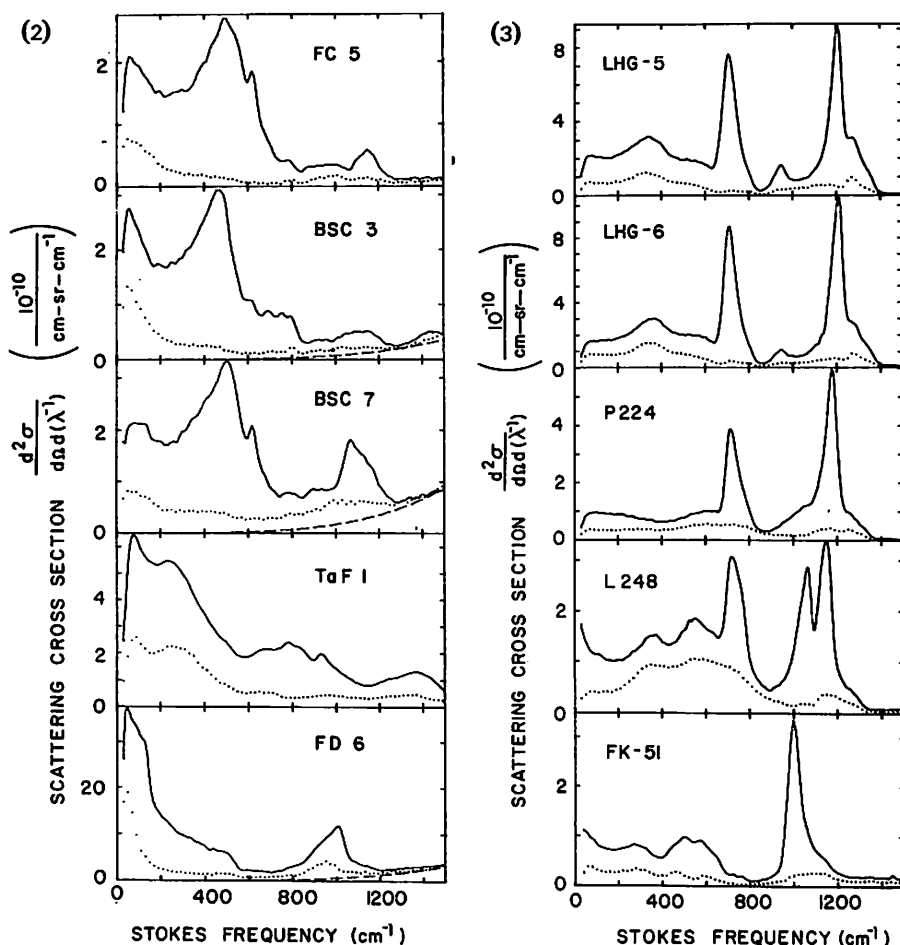 (2)
FC 5
2
0
BSC 3
2
0
BSC 7
2
0
TaF 1
4
2
0
FD 6
20
0
0 400 800 1200
STOKES FREQUENCY (cm⁻¹)
SCATTERING CROSS SECTION d²σ/dΩd(λ⁻¹) (10⁻¹⁰/cm-sr-cm⁻¹)
(3)
LHG-5
8
4
0
LHG-6
8
4
0
P224
4
2
0
L 248
2
0
FK-51
2
0
0 400 800 1200
STOKES FREQUENCY (cm⁻¹)
SCATTERING CROSS SECTION d²σ/dΩd(λ⁻¹) (10⁻¹⁰/cm-sr-cm⁻¹)